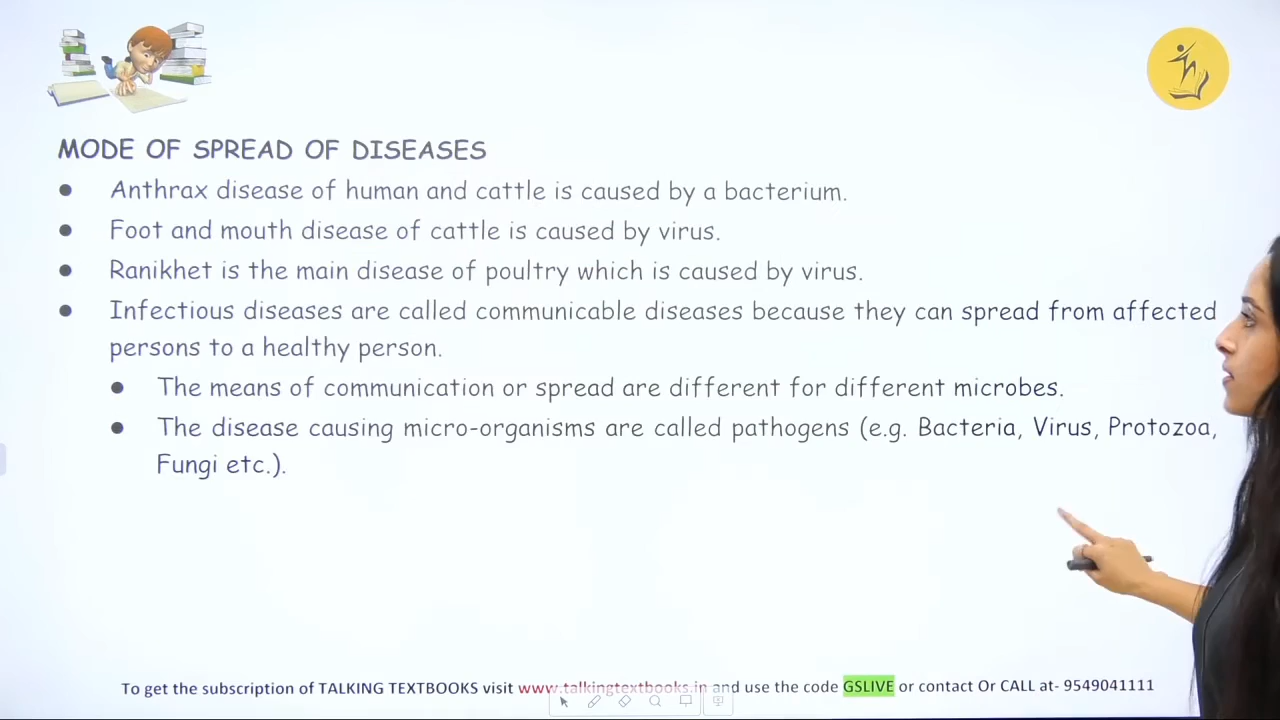 MODE OF SPREAD OF DISEASES
● Anthrax disease of human and cattle is caused by a bacterium.
● Foot and mouth disease of cattle is caused by virus.
● Ranikhet is the main disease of poultry which is caused by virus.
● Infectious diseases are called communicable diseases because they can spread from affected
persons to a healthy person.
● The means of communication or spread are different for different microbes.
● The disease causing micro-organisms are called pathogens (e.g. Bacteria, Virus, Protozoa,
Fungi etc.).
To get the subscription of TALKING TEXTBOOKS visit www.talkingtextbooks.in and use the code GSLIVE or contact Or CALL at- 9549041111